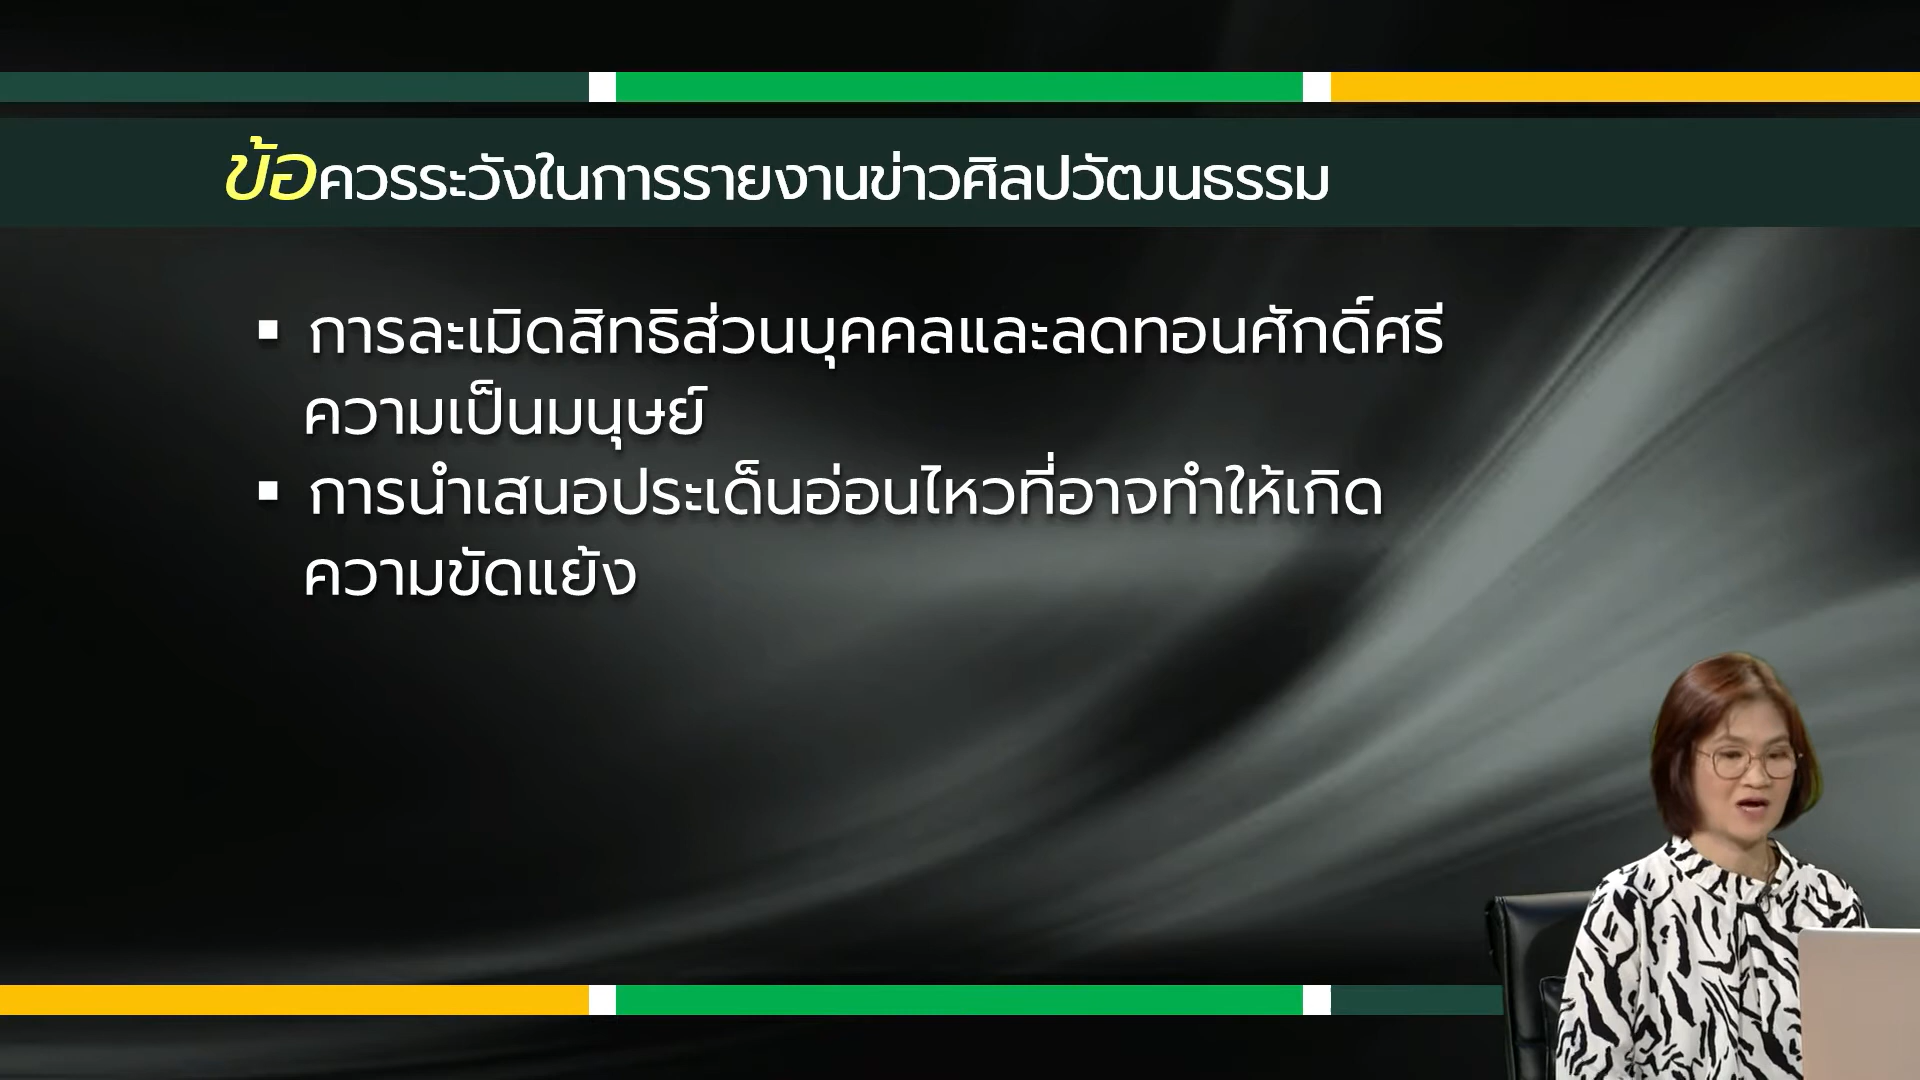 ข้อควรระวังในการรายงานข่าวศิลปวัฒนธรรม
▪ การละเมิดสิทธิส่วนบุคคลและลดทอนศักดิ์ศรี
ความเป็นมนุษย์
▪ การนำเสนอประเด็นอ่อนไหวที่อาจทำให้เกิด
ความขัดแย้ง